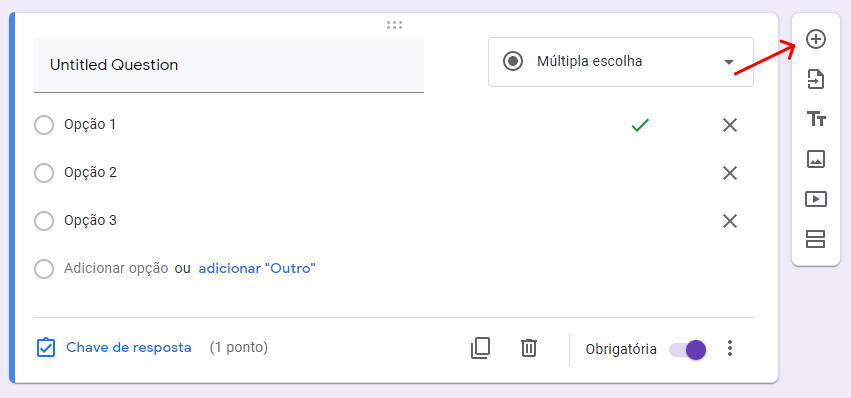 Untitled Question
Múltipla escolha
Opção 1
Opção 2
Opção 3
Adicionar opção ou adicionar "Outro"
Chave de resposta (1 ponto)
Obrigatória